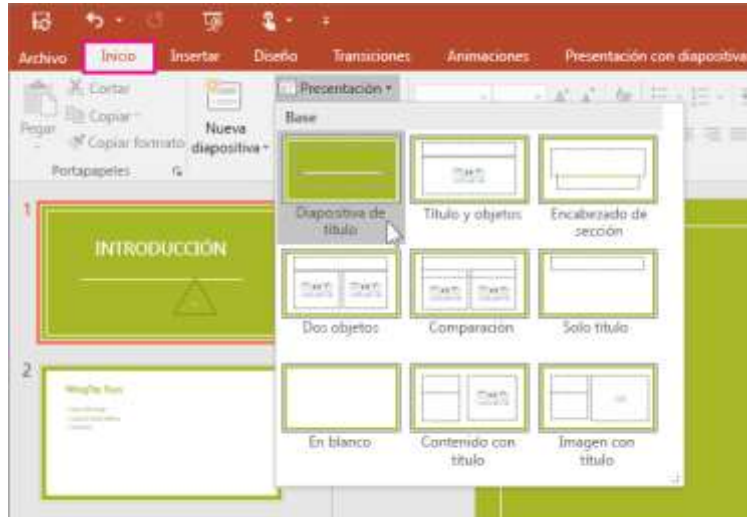 Archivo Inicio Insertar Diseño Transiciones Animaciones Presentación con diapositiva
Cortar
Copiar
Copiar formato
Pegar
Portapapeles
Nueva
diapositiva
Presentación
Base
Diapositiva de
título
Título y objetos
Encabezado de
sección
Dos objetos
Comparación
Solo título
En blanco
Contenido con
título
Imagen con
título
1
INTRODUCCIÓN
2